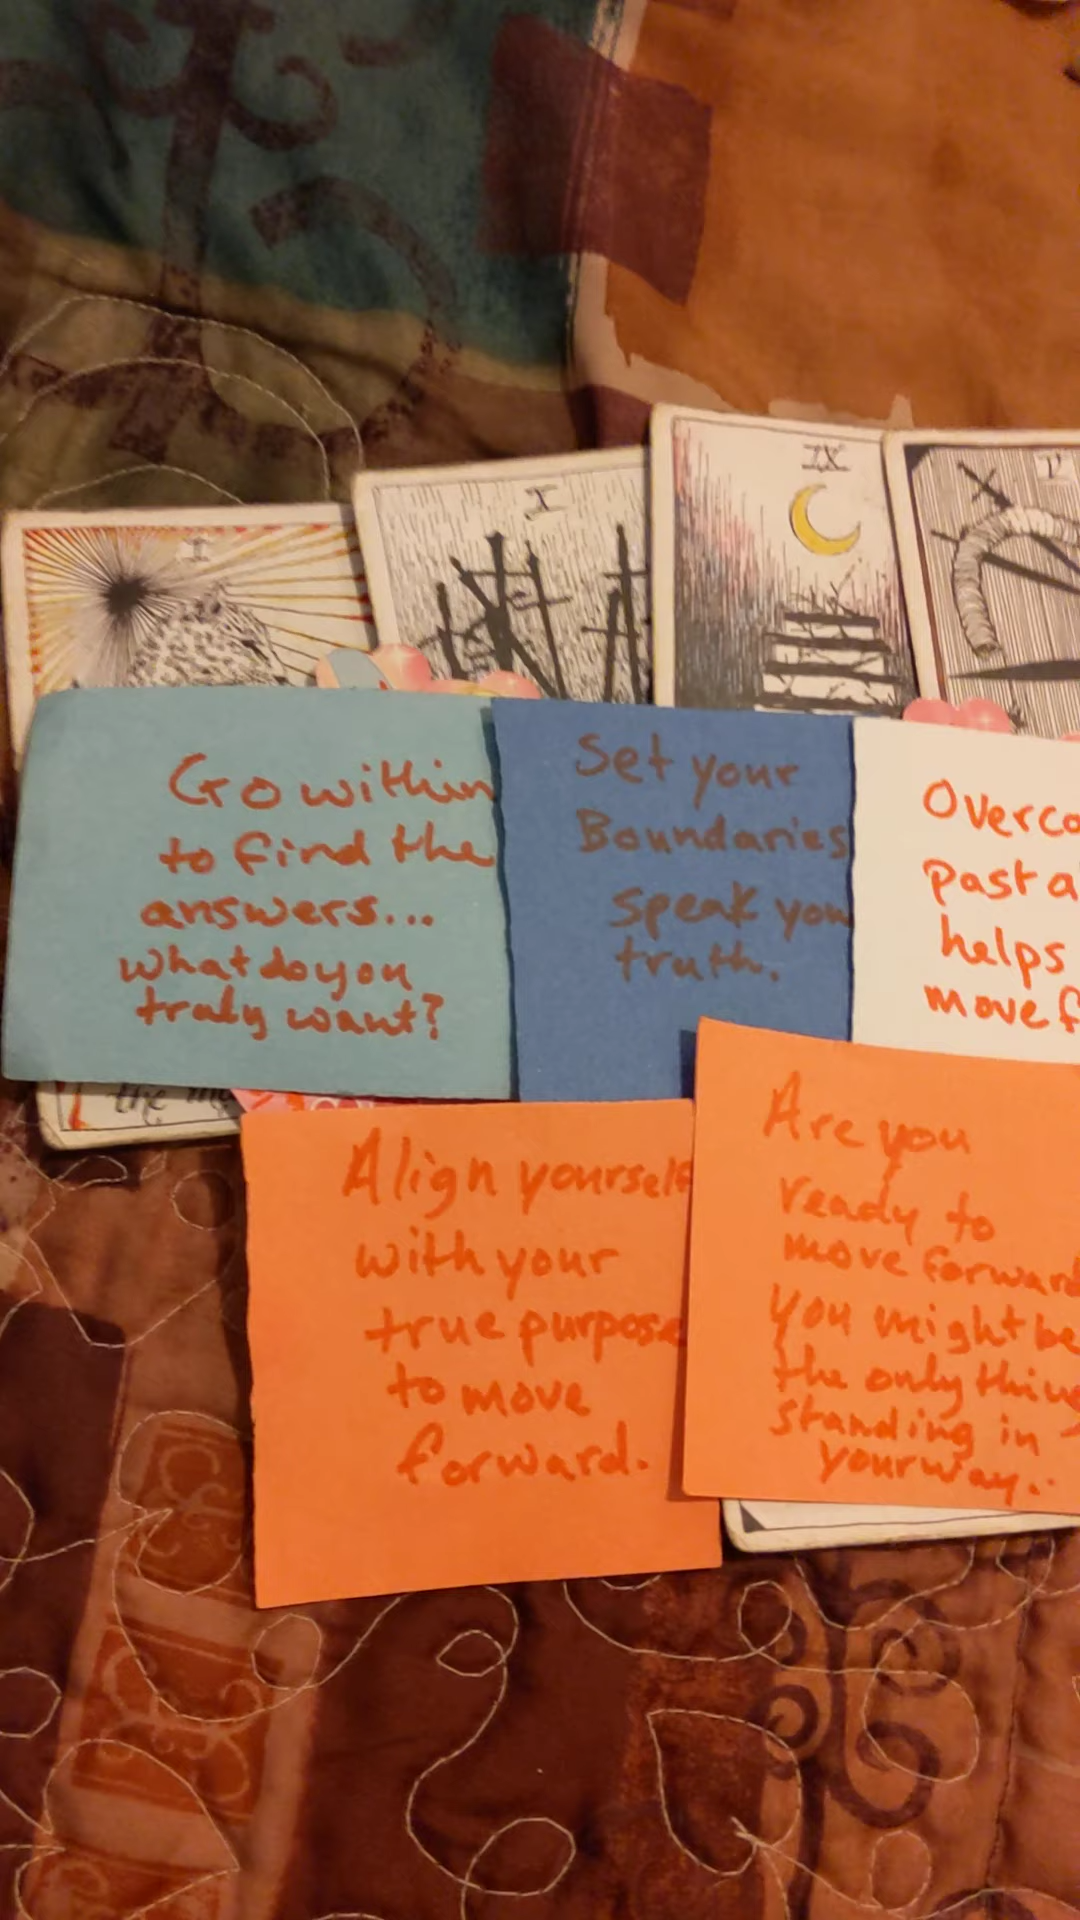 I
X
IX
V
Go within
to find the
answers...
what do you
truly want?
Set your
Boundaries
speak you
truth.
Overco
past a
helps
move f
the
Align yourself
with your
true purpose
to move
forward.
Are you
ready to
move forward
you might be
the only thing
standing in
your way..